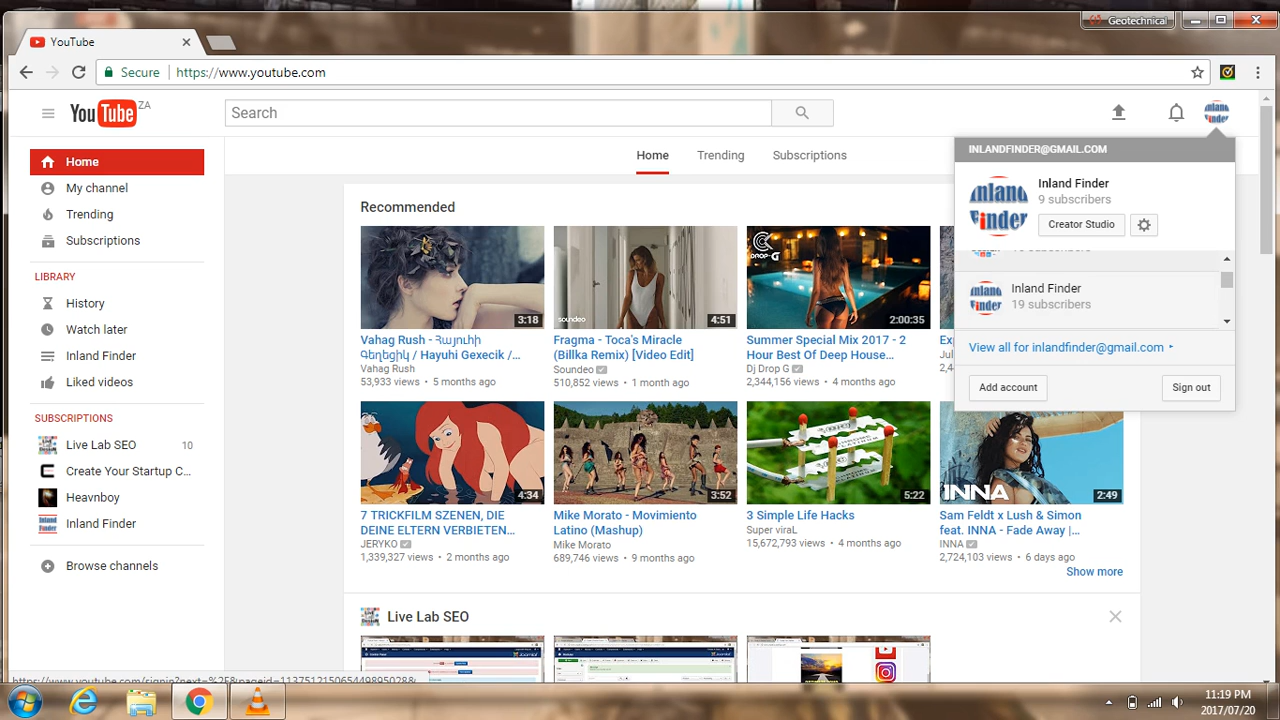 Geotechnical
YouTube
Secure
https://www.youtube.com
YouTube ZA
Search
INLANDFINDER@GMAIL.COM
Inland Finder
Inland Finder
9 subscribers
Creator Studio
Inland Finder
Inland Finder
19 subscribers
View all for inlandfinder@gmail.com
Add account
Sign out
Home
My channel
Trending
Subscriptions
LIBRARY
History
Watch later
Inland Finder
Liked videos
SUBSCRIPTIONS
Live Lab SEO 10
Create Your Startup C...
Heavnboy
Inland Finder
Browse channels
Home Trending Subscriptions
Recommended
3:18
Vahag Rush - Հայուհի
Գեղեցիկ / Hayuhi Gexecik /...
Vahag Rush
53,933 views • 5 months ago
soundeo
4:51
Fragma - Toca's Miracle
(Billka Remix) [Video Edit]
Soundeo
510,852 views • 1 month ago
DROP-G
2:00:35
Summer Special Mix 2017 - 2
Hour Best Of Deep House...
Dj Drop G
2,344,156 views • 4 months ago
4:34
7 TRICKFILM SZENEN, DIE
DEINE ELTERN VERBIETEN...
JERYKO
1,339,327 views • 2 months ago
3:52
Mike Morato - Movimiento
Latino (Mashup)
Mike Morato
689,746 views • 9 months ago
5:22
3 Simple Life Hacks
Super viraL
15,672,793 views • 4 months ago
INNA
2:49
Sam Feldt x Lush & Simon
feat. INNA - Fade Away |...
INNA
2,724,103 views • 6 days ago
Show more
Live Lab SEO
11:19 PM
2017/07/20